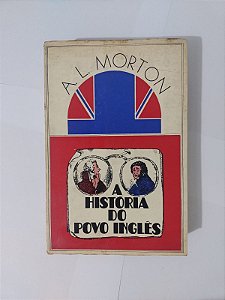 A L MORTON
A
HISTÓRIA
DO
POVO INGLÊS